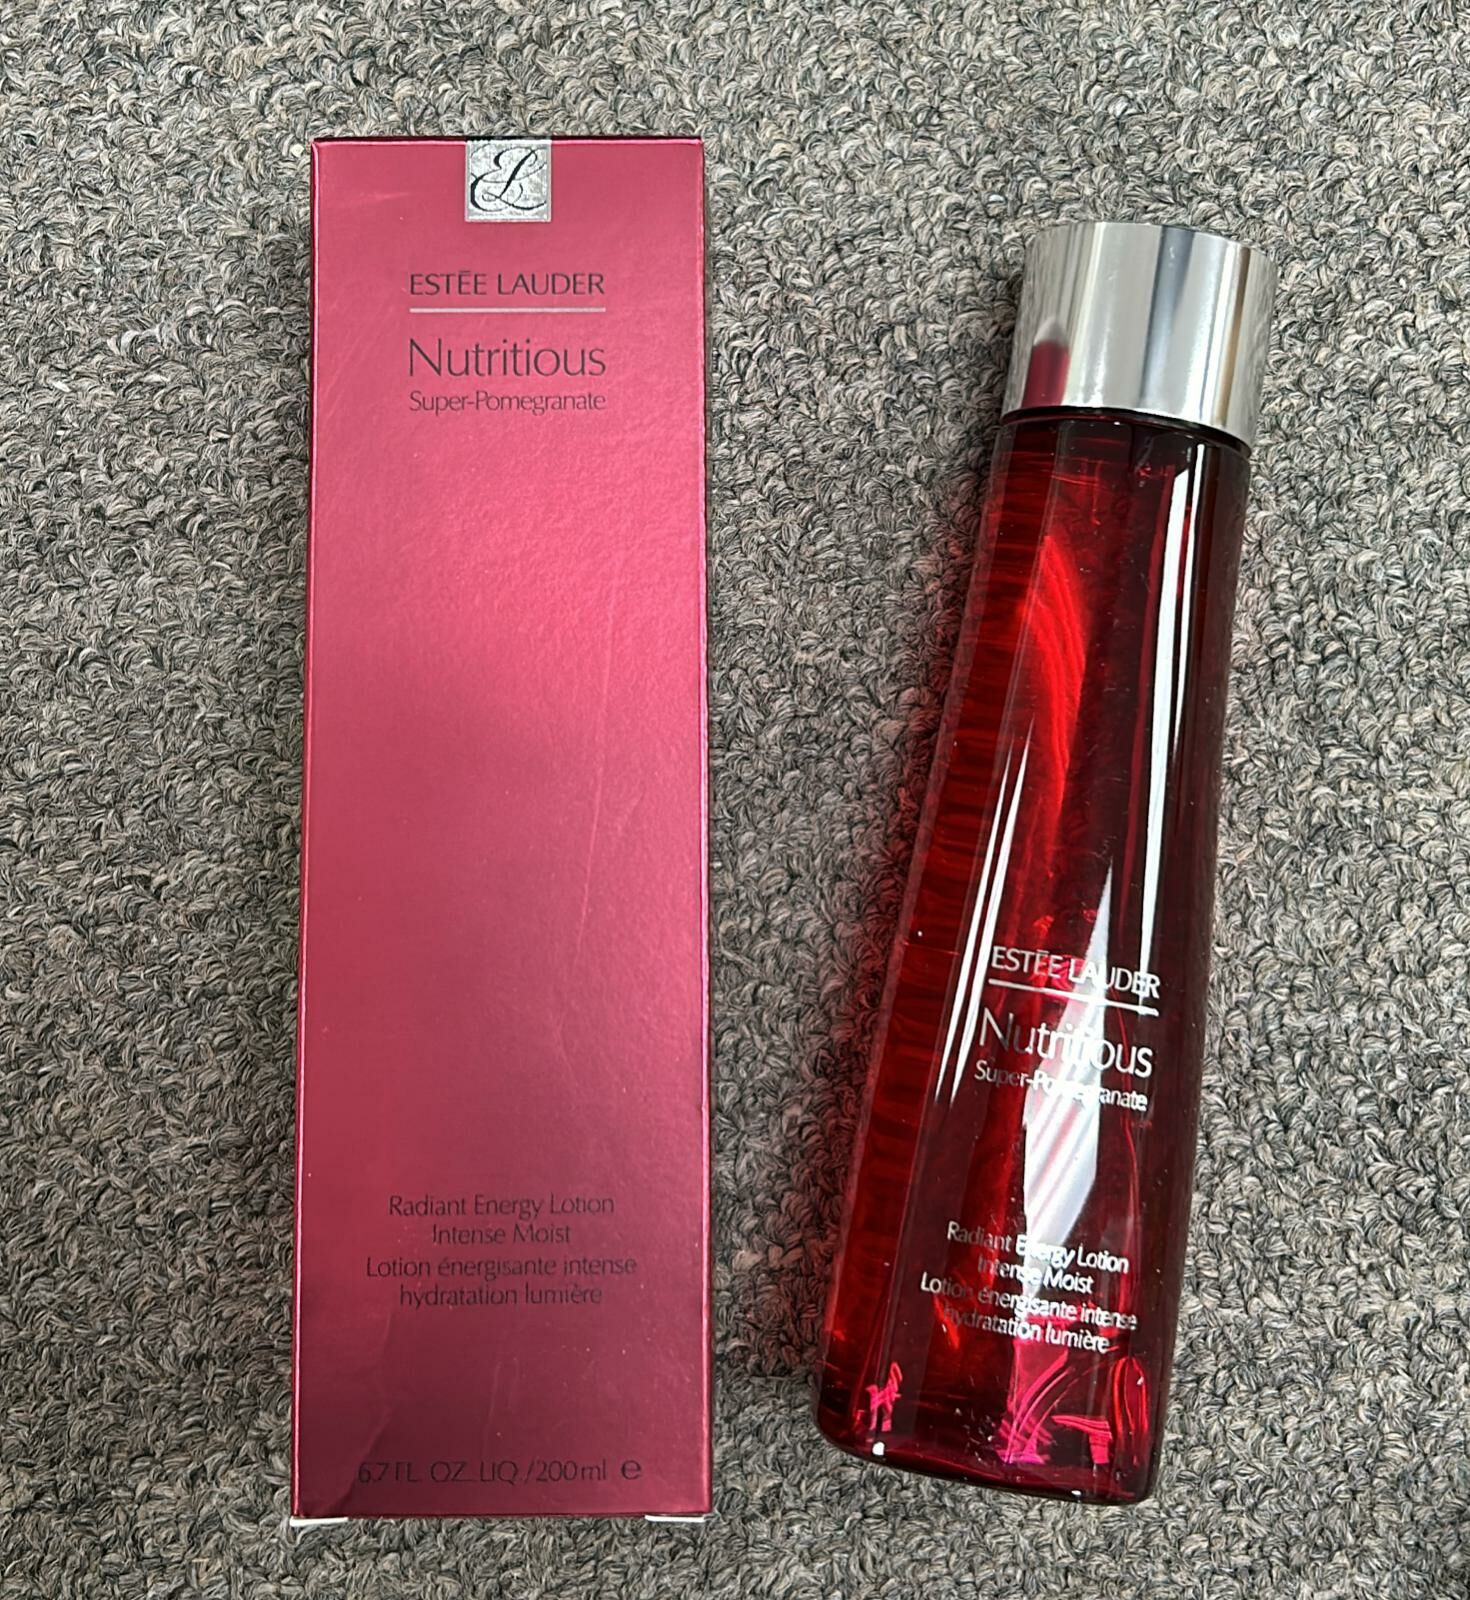 EL
ESTĒE LAUDER
Nutritious
Super-Pomegranate
Radiant Energy Lotion
Intense Moist
Lotion énergisante intense
hydratation lumière
6.7 FL. OZ. LIQ./200ml ℮
ESTĒE LAUDER
Nutritious
Super-Pomegranate
Radiant Energy Lotion
Intense Moist
Lotion énergisante intense
hydratation lumière